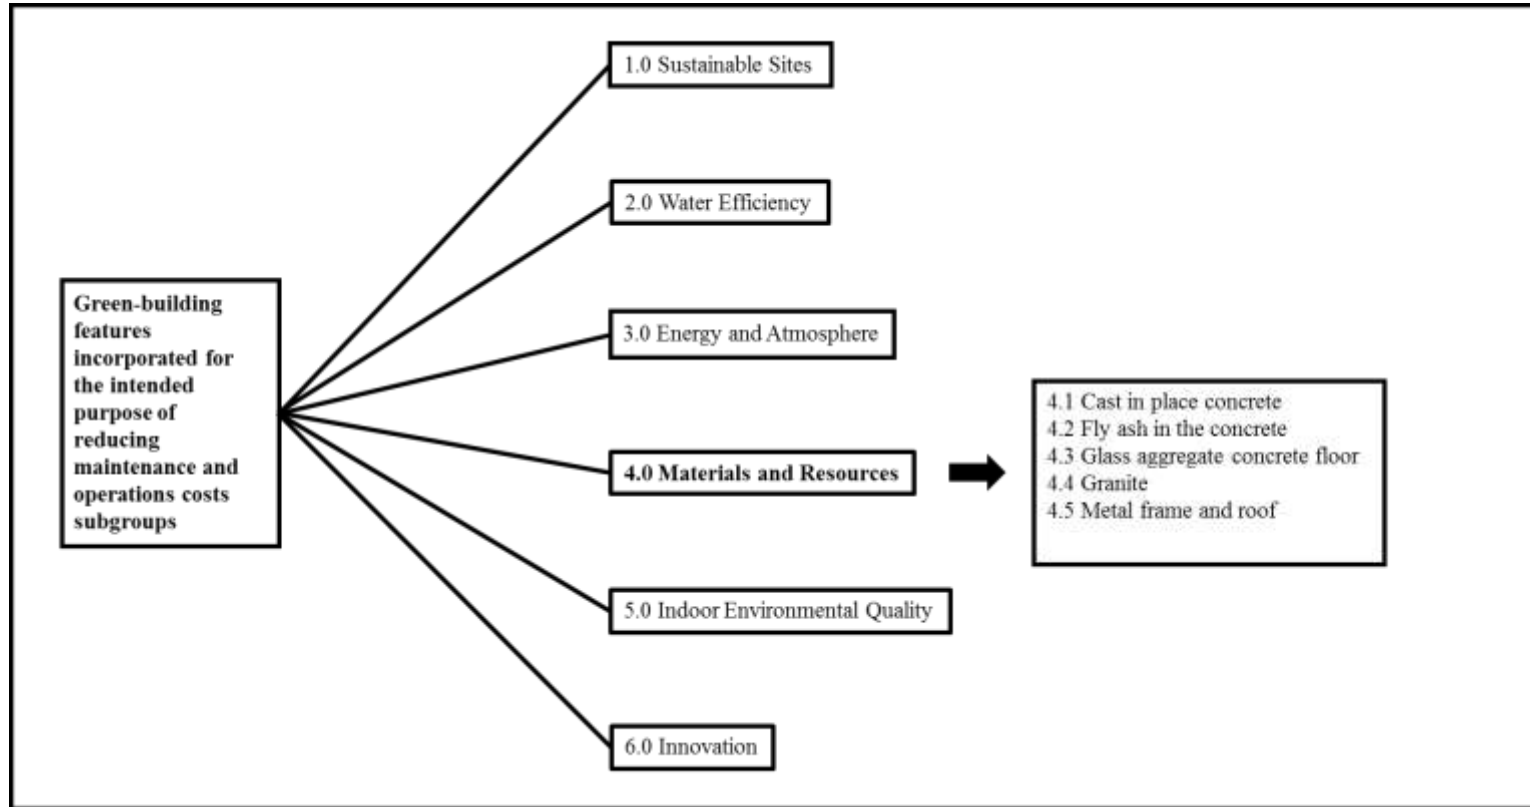 Green-building
features
incorporated for
the intended
purpose of
reducing
maintenance and
operations costs
subgroups
1.0 Sustainable Sites
2.0 Water Efficiency
3.0 Energy and Atmosphere
4.0 Materials and Resources
5.0 Indoor Environmental Quality
6.0 Innovation
4.1 Cast in place concrete
4.2 Fly ash in the concrete
4.3 Glass aggregate concrete floor
4.4 Granite
4.5 Metal frame and roof